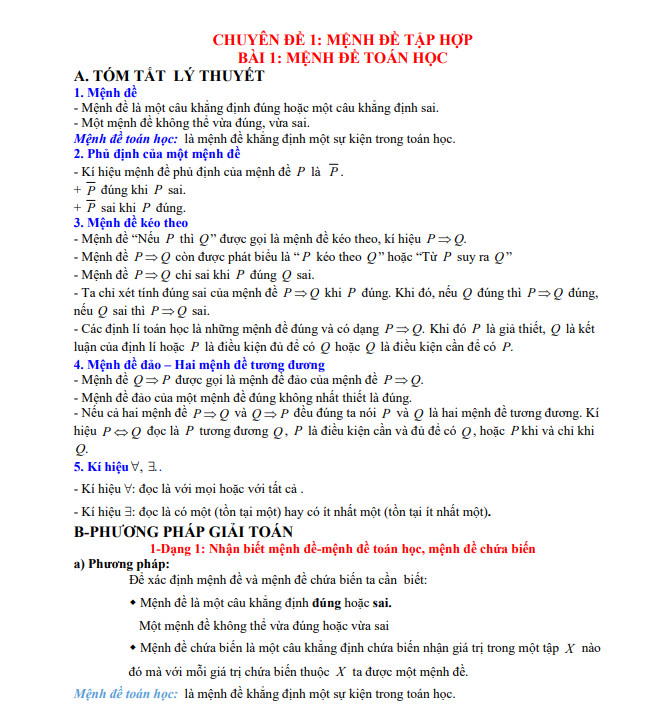 CHUYÊN ĐỀ 1: MỆNH ĐỀ TẬP HỢP
BÀI 1: MỆNH ĐỀ TOÁN HỌC
A. TÓM TẮT LÝ THUYẾT
1. Mệnh đề
- Mệnh đề là một câu khẳng định đúng hoặc một câu khẳng định sai.
- Một mệnh đề không thể vừa đúng, vừa sai.
Mệnh đề toán học: là mệnh đề khẳng định một sự kiện trong toán học.
2. Phủ định của một mệnh đề
- Kí hiệu mệnh đề phủ định của mệnh đề P là P̅.
+ P̅ đúng khi P sai.
+ P̅ sai khi P đúng.
3. Mệnh đề kéo theo
- Mệnh đề “Nếu P thì Q” được gọi là mệnh đề kéo theo, kí hiệu P ⇒ Q.
- Mệnh đề P ⇒ Q còn được phát biểu là “P kéo theo Q” hoặc “Từ P suy ra Q”
- Mệnh đề P ⇒ Q chỉ sai khi P đúng Q sai.
- Ta chỉ xét tính đúng sai của mệnh đề P ⇒ Q khi P đúng. Khi đó, nếu Q đúng thì P ⇒ Q đúng,
nếu Q sai thì P ⇒ Q sai.
- Các định lí toán học là những mệnh đề đúng và có dạng P ⇒ Q. Khi đó P là giả thiết, Q là kết
luận của định lí hoặc P là điều kiện đủ để có Q hoặc Q là điều kiện cần để có P.
4. Mệnh đề đảo – Hai mệnh đề tương đương
- Mệnh đề Q ⇒ P được gọi là mệnh đề đảo của mệnh đề P ⇒ Q.
- Mệnh đề đảo của một mệnh đề đúng không nhất thiết là đúng.
- Nếu cả hai mệnh đề P ⇒ Q và Q ⇒ P đều đúng ta nói P và Q là hai mệnh đề tương đương. Kí
hiệu P ⇔ Q đọc là P tương đương Q, P là điều kiện cần và đủ để có Q, hoặc P khi và chỉ khi
Q.
5. Kí hiệu ∀, ∃.
- Kí hiệu ∀: đọc là với mọi hoặc với tất cả .
- Kí hiệu ∃: đọc là có một (tồn tại một) hay có ít nhất một (tồn tại ít nhất một).
B-PHƯƠNG PHÁP GIẢI TOÁN
1-Dạng 1: Nhận biết mệnh đề-mệnh đề toán học, mệnh đề chứa biến
a) Phương pháp:
Để xác định mệnh đề và mệnh đề chứa biến ta cần biết:
♦ Mệnh đề là một câu khẳng định đúng hoặc sai.
Một mệnh đề không thể vừa đúng hoặc vừa sai
♦ Mệnh đề chứa biến là một câu khẳng định chứa biến nhận giá trị trong một tập X nào
đó mà với mỗi giá trị chứa biến thuộc X ta được một mệnh đề.
Mệnh đề toán học: là mệnh đề khẳng định một sự kiện trong toán học.